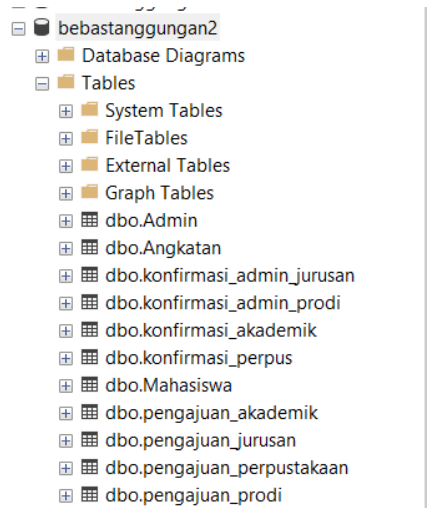 bebastanggungan2
Database Diagrams
Tables
System Tables
FileTables
External Tables
Graph Tables
dbo.Admin
dbo.Angkatan
dbo.konfirmasi_admin_jurusan
dbo.konfirmasi_admin_prodi
dbo.konfirmasi_akademik
dbo.konfirmasi_perpus
dbo.Mahasiswa
dbo.pengajuan_akademik
dbo.pengajuan_jurusan
dbo.pengajuan_perpustakaan
dbo.pengajuan_prodi